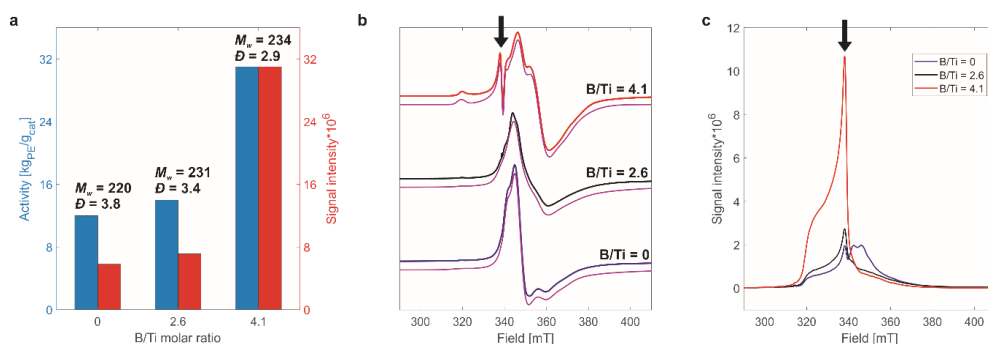 a
Activity [kgPE/gcat]
32
24
16
8
0
Mw = 220
Đ = 3.8
Mw = 231
Đ = 3.4
Mw = 234
Đ = 2.9
32
24
16
8
0
Signal intensity*10^6
0 2.6 4.1
B/Ti molar ratio
b
B/Ti = 4.1
B/Ti = 2.6
B/Ti = 0
300 320 340 360 380 400
Field [mT]
c
Signal intensity*10^6
12
10
8
6
4
2
0
B/Ti = 0
B/Ti = 2.6
B/Ti = 4.1
300 320 340 360 380 400
Field [mT]